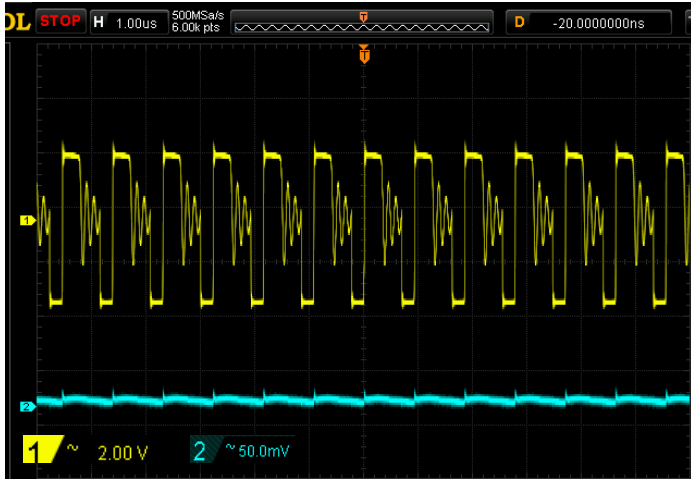 OL STOP H 1.00us 500MSa/s
6.00k pts T D -20.0000000ns
T
1
2
1 ~ 2.00 V 2 ~ 50.0mV